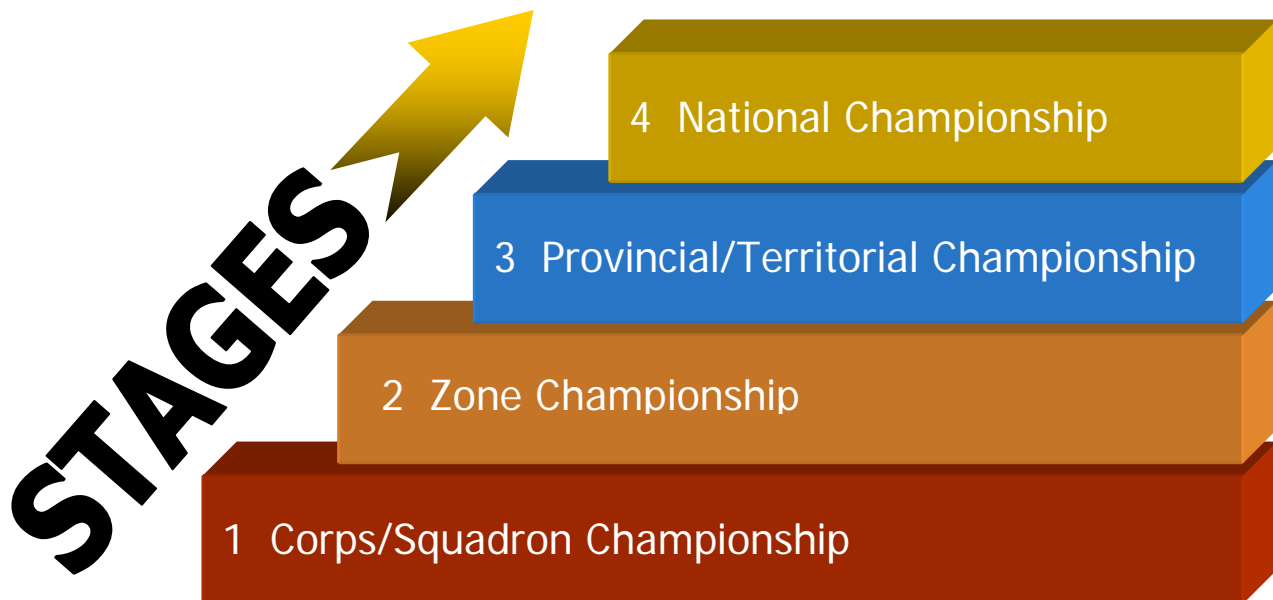 STAGES
4 National Championship
3 Provincial/Territorial Championship
2 Zone Championship
1 Corps/Squadron Championship